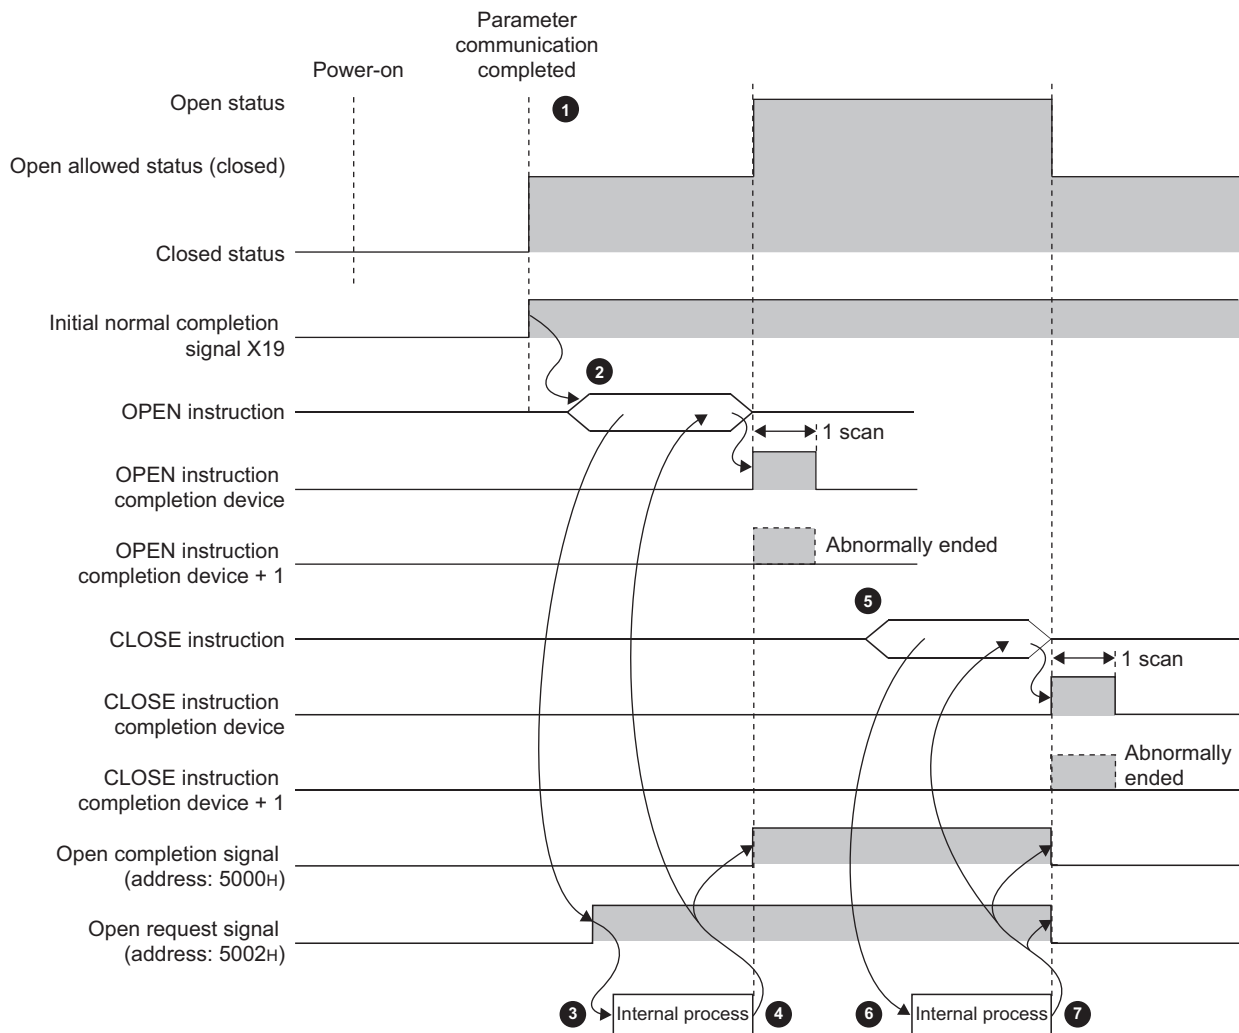 Parameter
communication
completed
Power-on
Open status
1
Open allowed status (closed)
Closed status
Initial normal completion
signal X19
2
OPEN instruction
1 scan
OPEN instruction
completion device
OPEN instruction
completion device + 1
Abnormally ended
5
CLOSE instruction
1 scan
CLOSE instruction
completion device
CLOSE instruction
completion device + 1
Abnormally
ended
Open completion signal
(address: 5000H)
Open request signal
(address: 5002H)
3 Internal process 4 6 Internal process 7